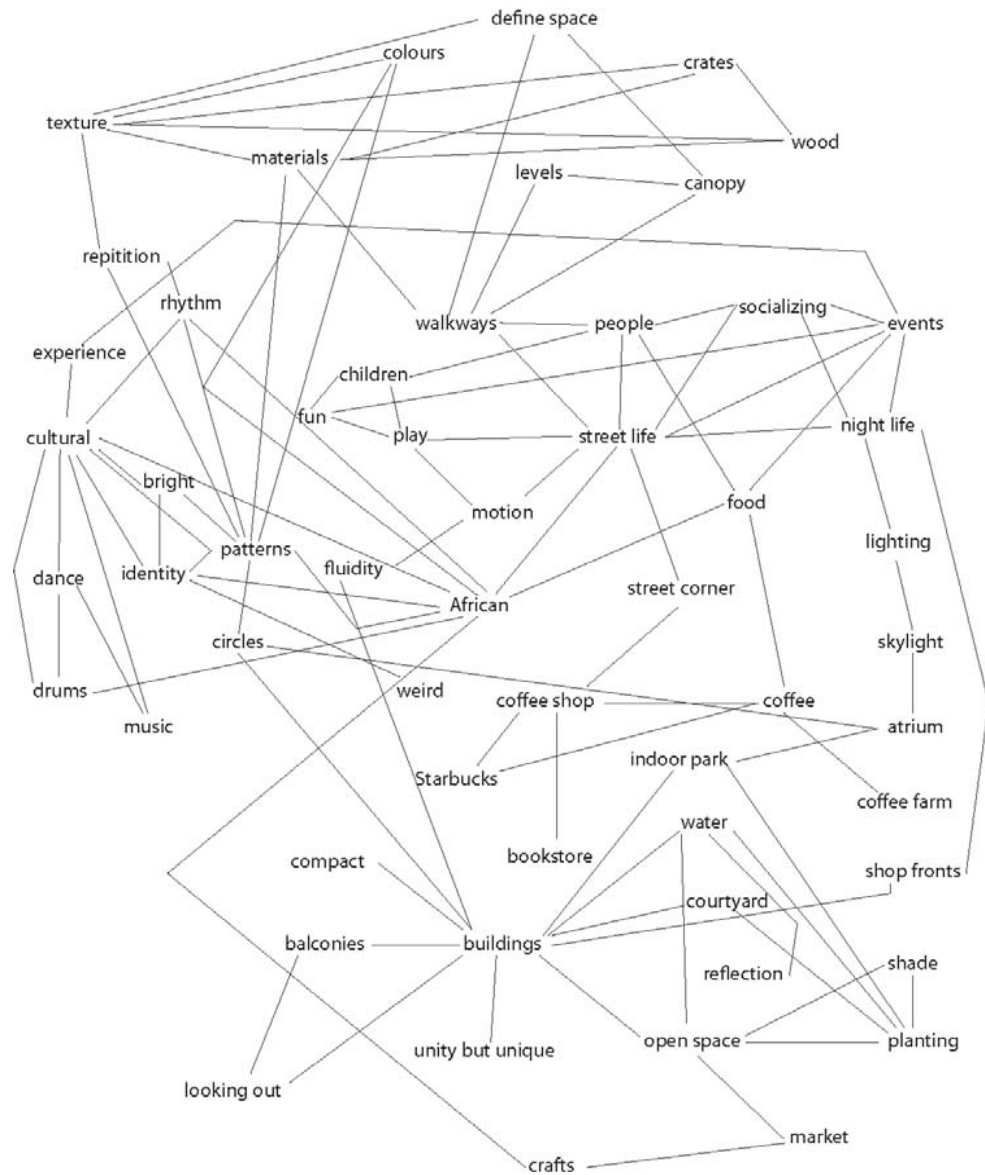 define space
colours
crates
texture
wood
materials
levels
canopy
repitition
rhythm
socializing
walkways
people
events
experience
children
fun
cultural
play
street life
night life
bright
motion
food
patterns
lighting
dance
identity
fluidity
African
street corner
circles
skylight
drums
weird
coffee shop
coffee
music
atrium
indoor park
Starbucks
coffee farm
water
bookstore
compact
shop fronts
courtyard
balconies
buildings
reflection
shade
unity but unique
open space
planting
looking out
market
crafts